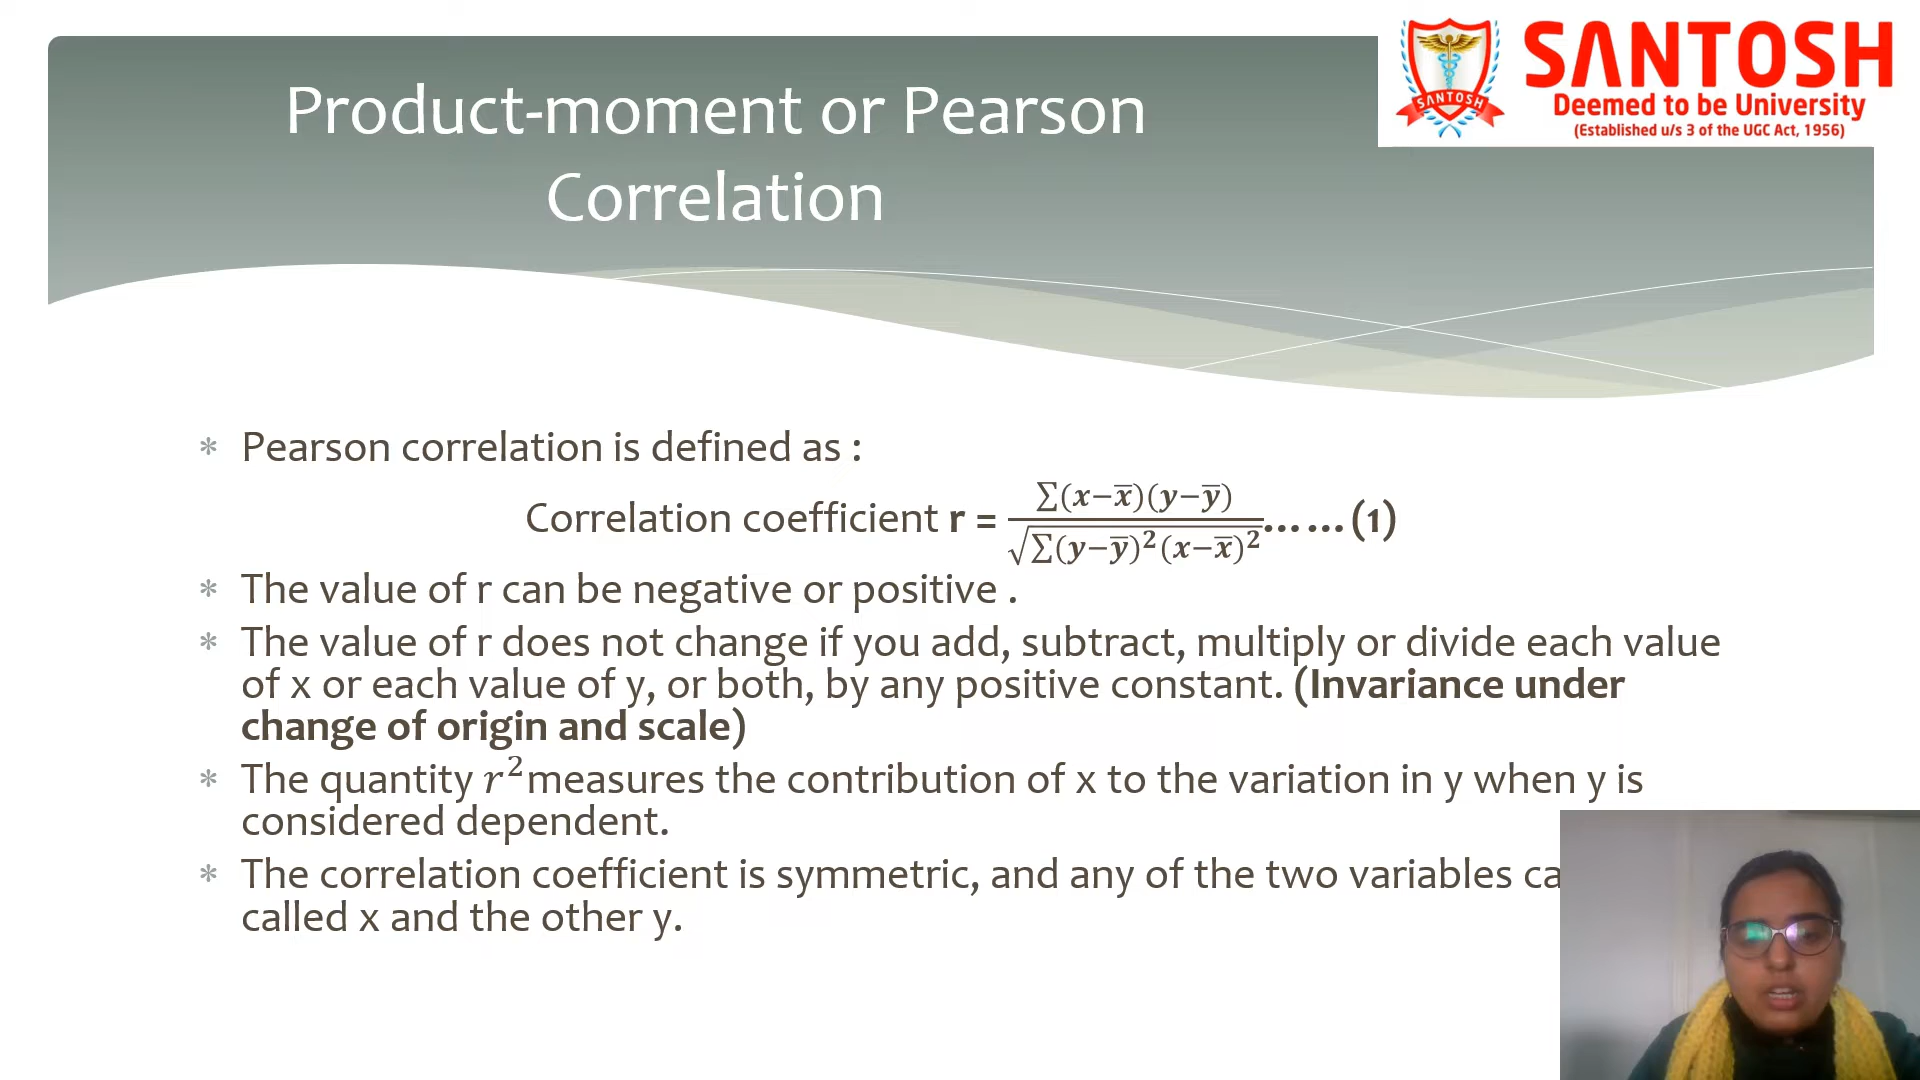 SANTOSH
SANTOSH
Deemed to be University
(Established u/s 3 of the UGC Act, 1956)
Product-moment or Pearson
Correlation
* Pearson correlation is defined as :
Correlation coefficient r = ∑(x−x̅)(y−y̅) / √∑(y−y̅)²(x−x̅)² ……(1)
* The value of r can be negative or positive .
* The value of r does not change if you add, subtract, multiply or divide each value
of x or each value of y, or both, by any positive constant. (Invariance under
change of origin and scale)
* The quantity r² measures the contribution of x to the variation in y when y is
considered dependent.
* The correlation coefficient is symmetric, and any of the two variables ca
called x and the other y.